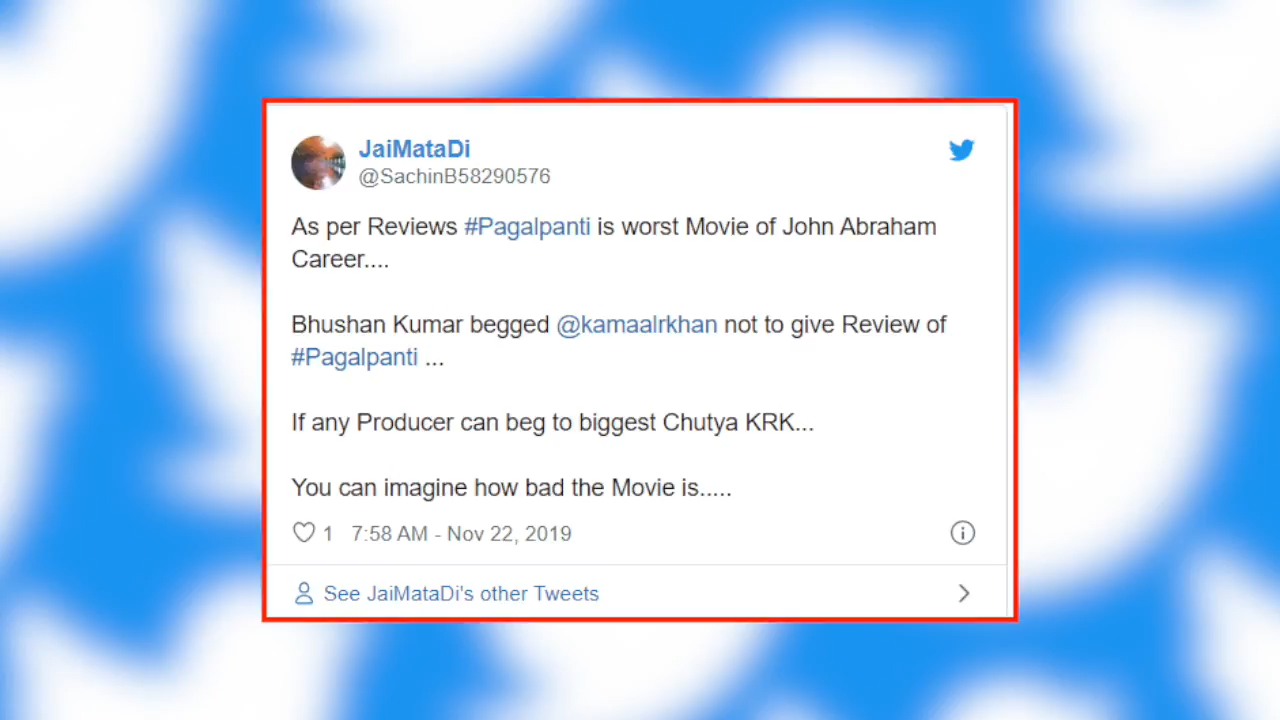 JaiMataDi
@SachinB58290576
As per Reviews #Pagalpanti is worst Movie of John Abraham
Career....
Bhushan Kumar begged @kamaalrkhan not to give Review of
#Pagalpanti ...
If any Producer can beg to biggest Chutya KRK...
You can imagine how bad the Movie is.....
1 7:58 AM - Nov 22, 2019
See JaiMataDi's other Tweets